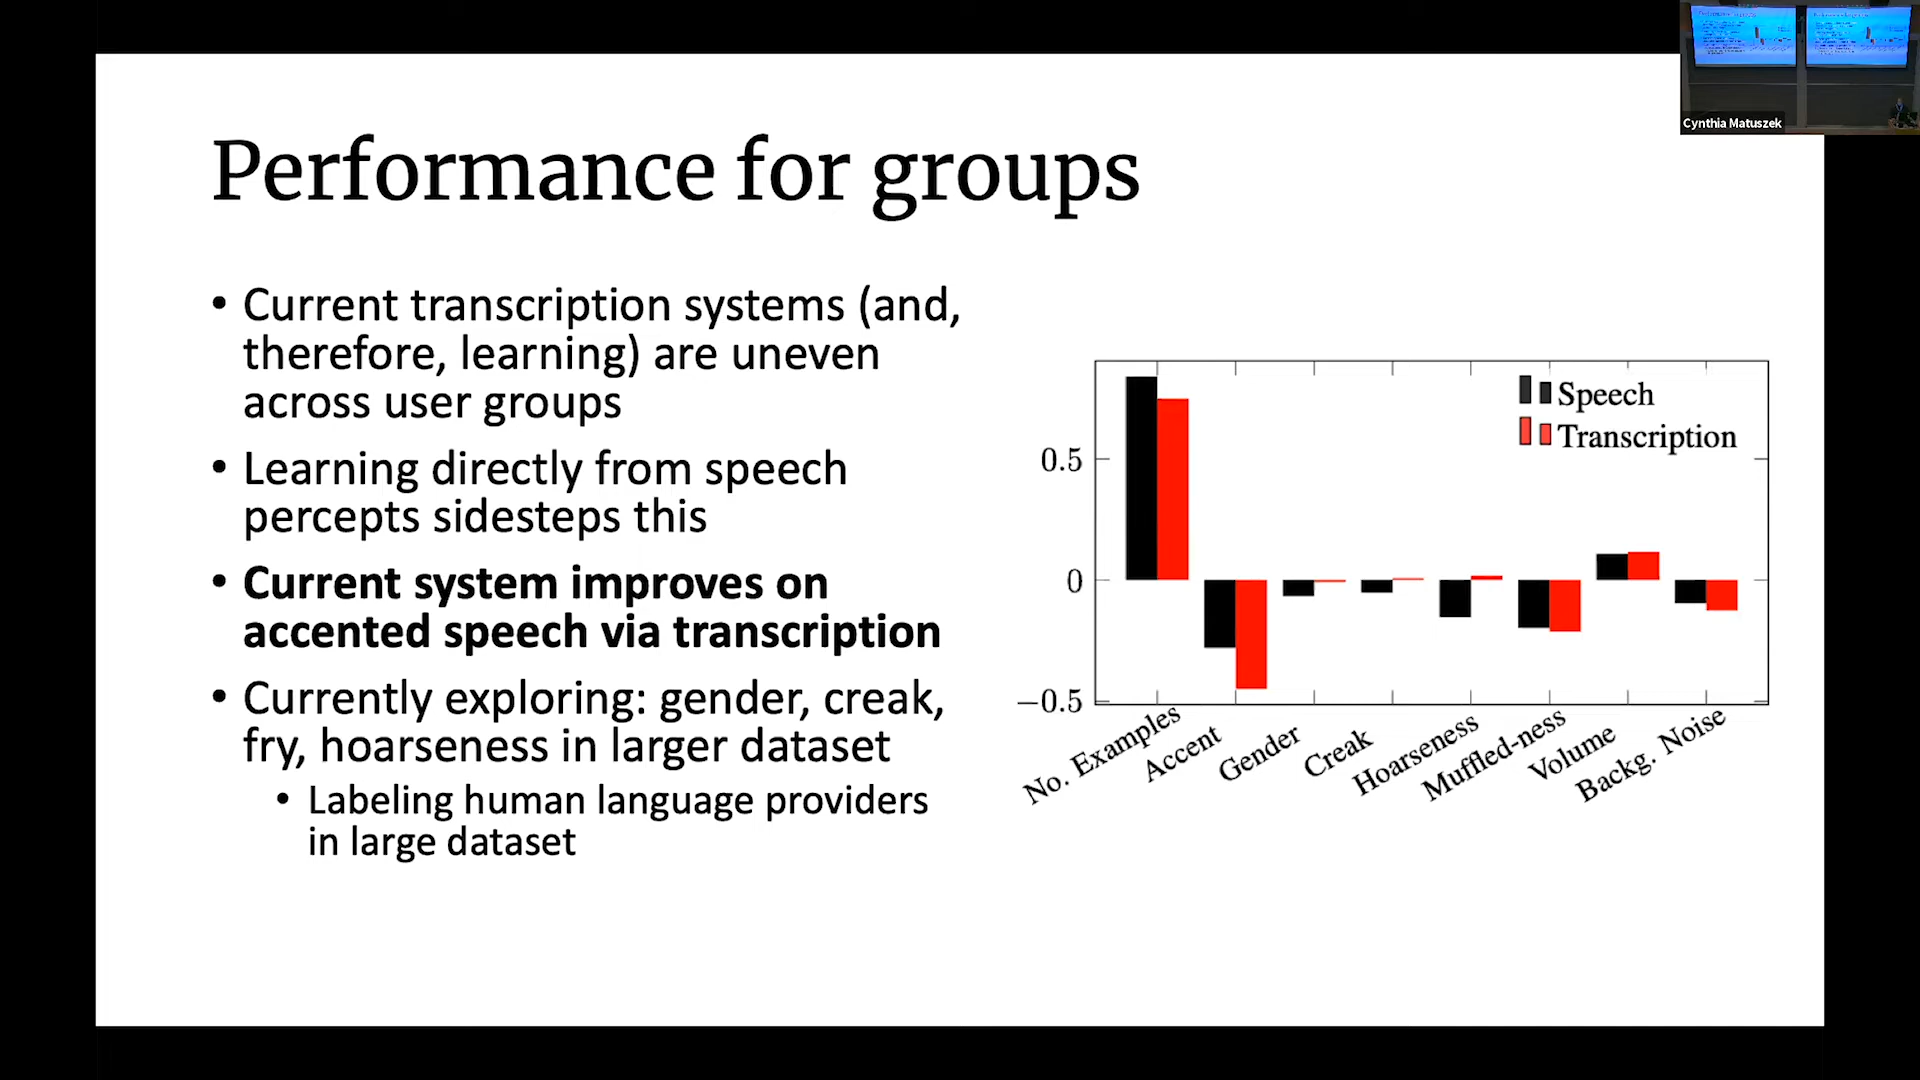 Cynthia Matuszek
Performance for groups
• Current transcription systems (and,
therefore, learning) are uneven
across user groups
• Learning directly from speech
percepts sidesteps this
• Current system improves on
accented speech via transcription
• Currently exploring: gender, creak,
fry, hoarseness in larger dataset
• Labeling human language providers
in large dataset
Speech
Transcription
0.5
0
−0.5
No. Examples
Accent
Gender
Creak
Hoarseness
Muffled-ness
Volume
Backg. Noise